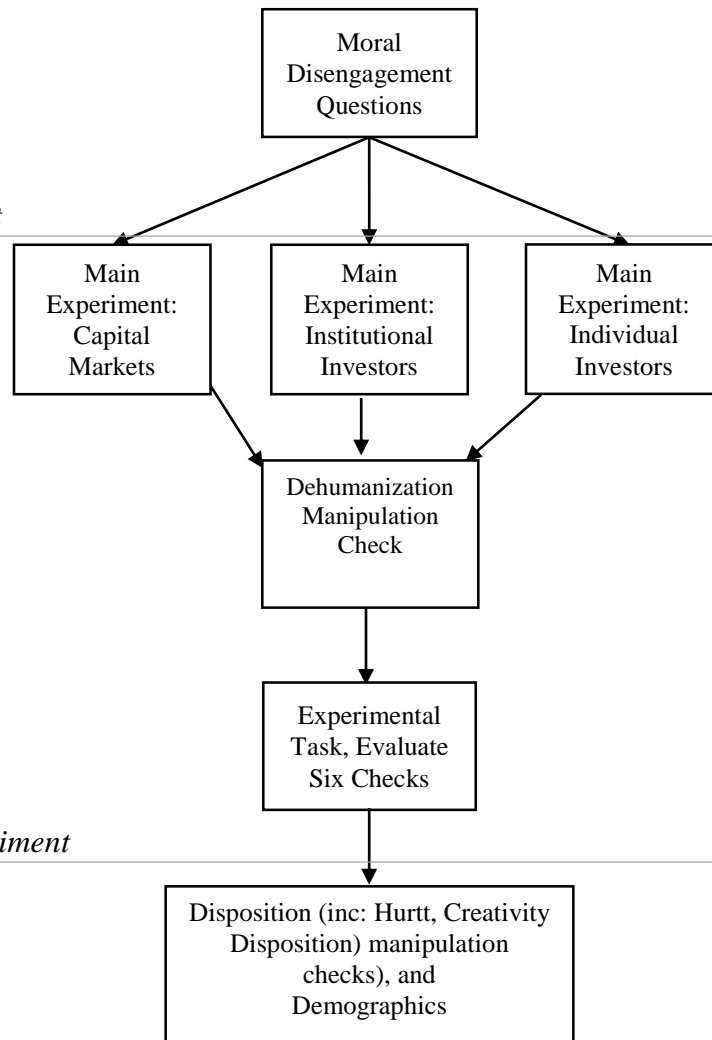 Moral
Disengagement
Questions
Main
Experiment:
Capital
Markets
Main
Experiment:
Institutional
Investors
Main
Experiment:
Individual
Investors
Dehumanization
Manipulation
Check
Experimental
Task, Evaluate
Six Checks
iment
Disposition (inc: Hurtt, Creativity
Disposition) manipulation
checks), and
Demographics